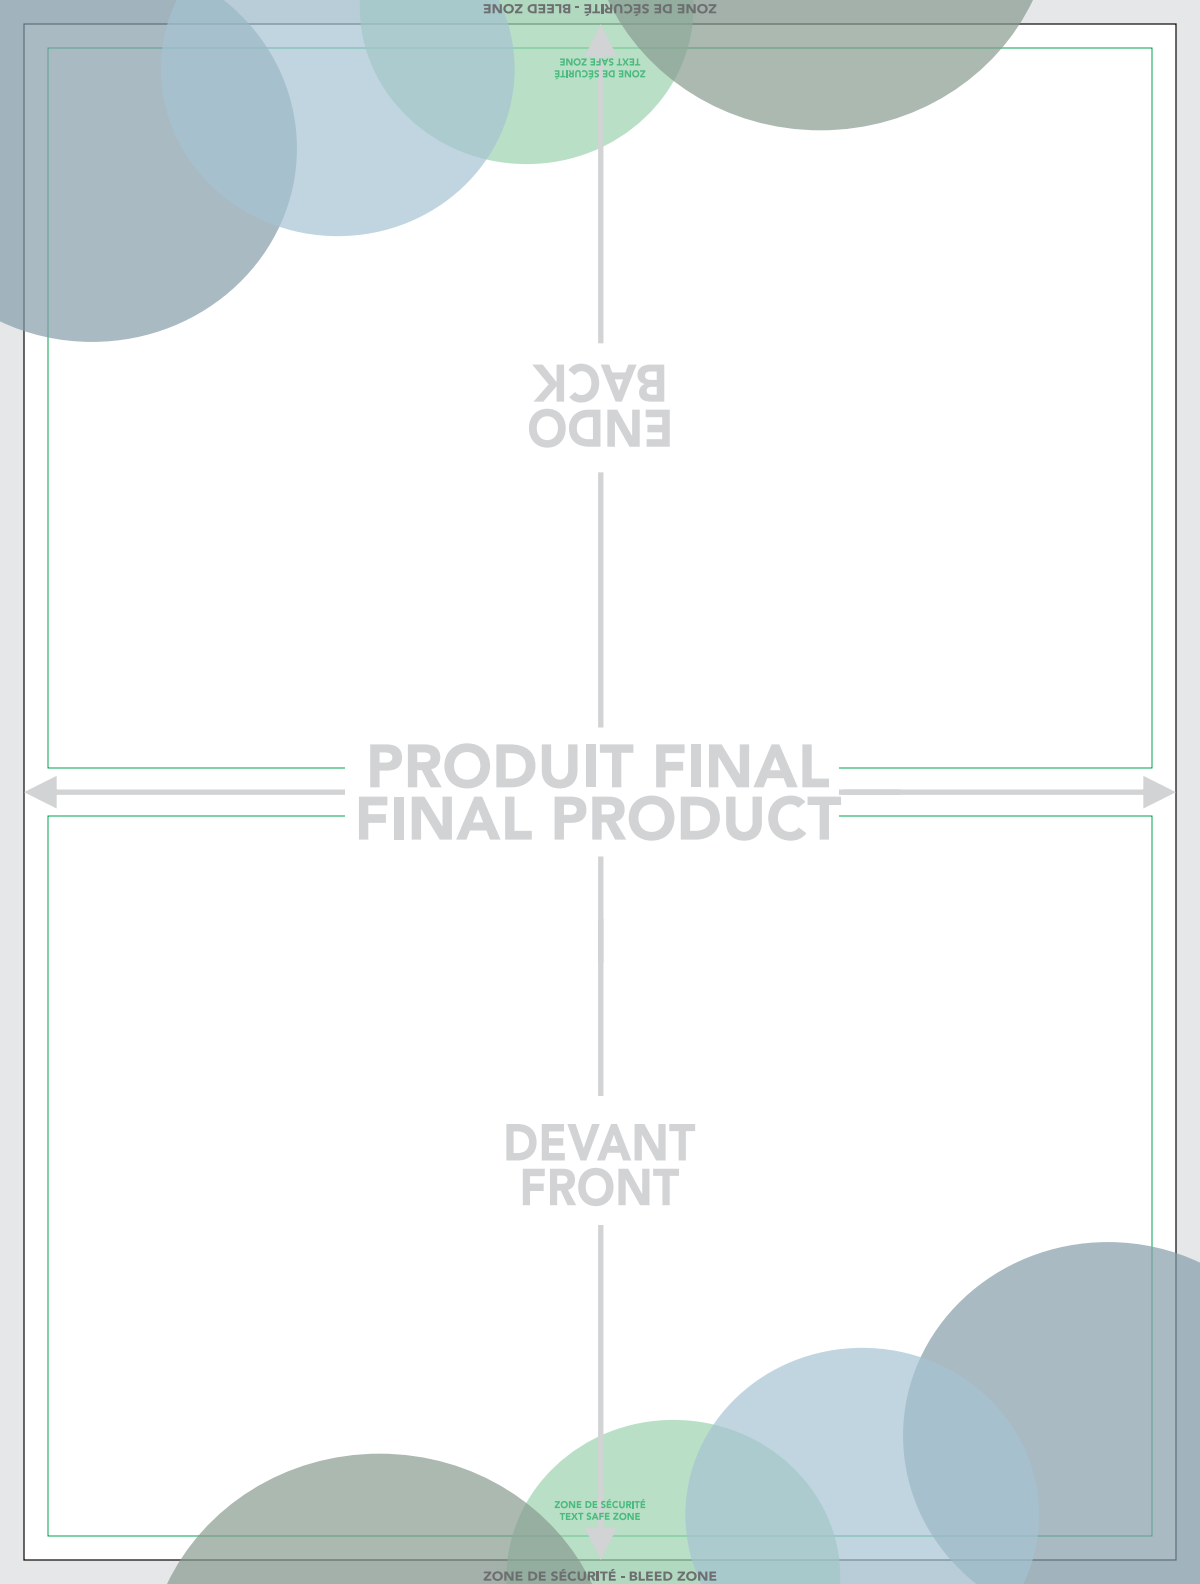 ZONE DE SÉCURITÉ - BLEED ZONE
TEXT SAFE ZONE
ZONE DE SÉCURITÉ
BACK
ENDO
PRODUIT FINAL
FINAL PRODUCT
DEVANT
FRONT
ZONE DE SÉCURITÉ
TEXT SAFE ZONE
ZONE DE SÉCURITÉ - BLEED ZONE